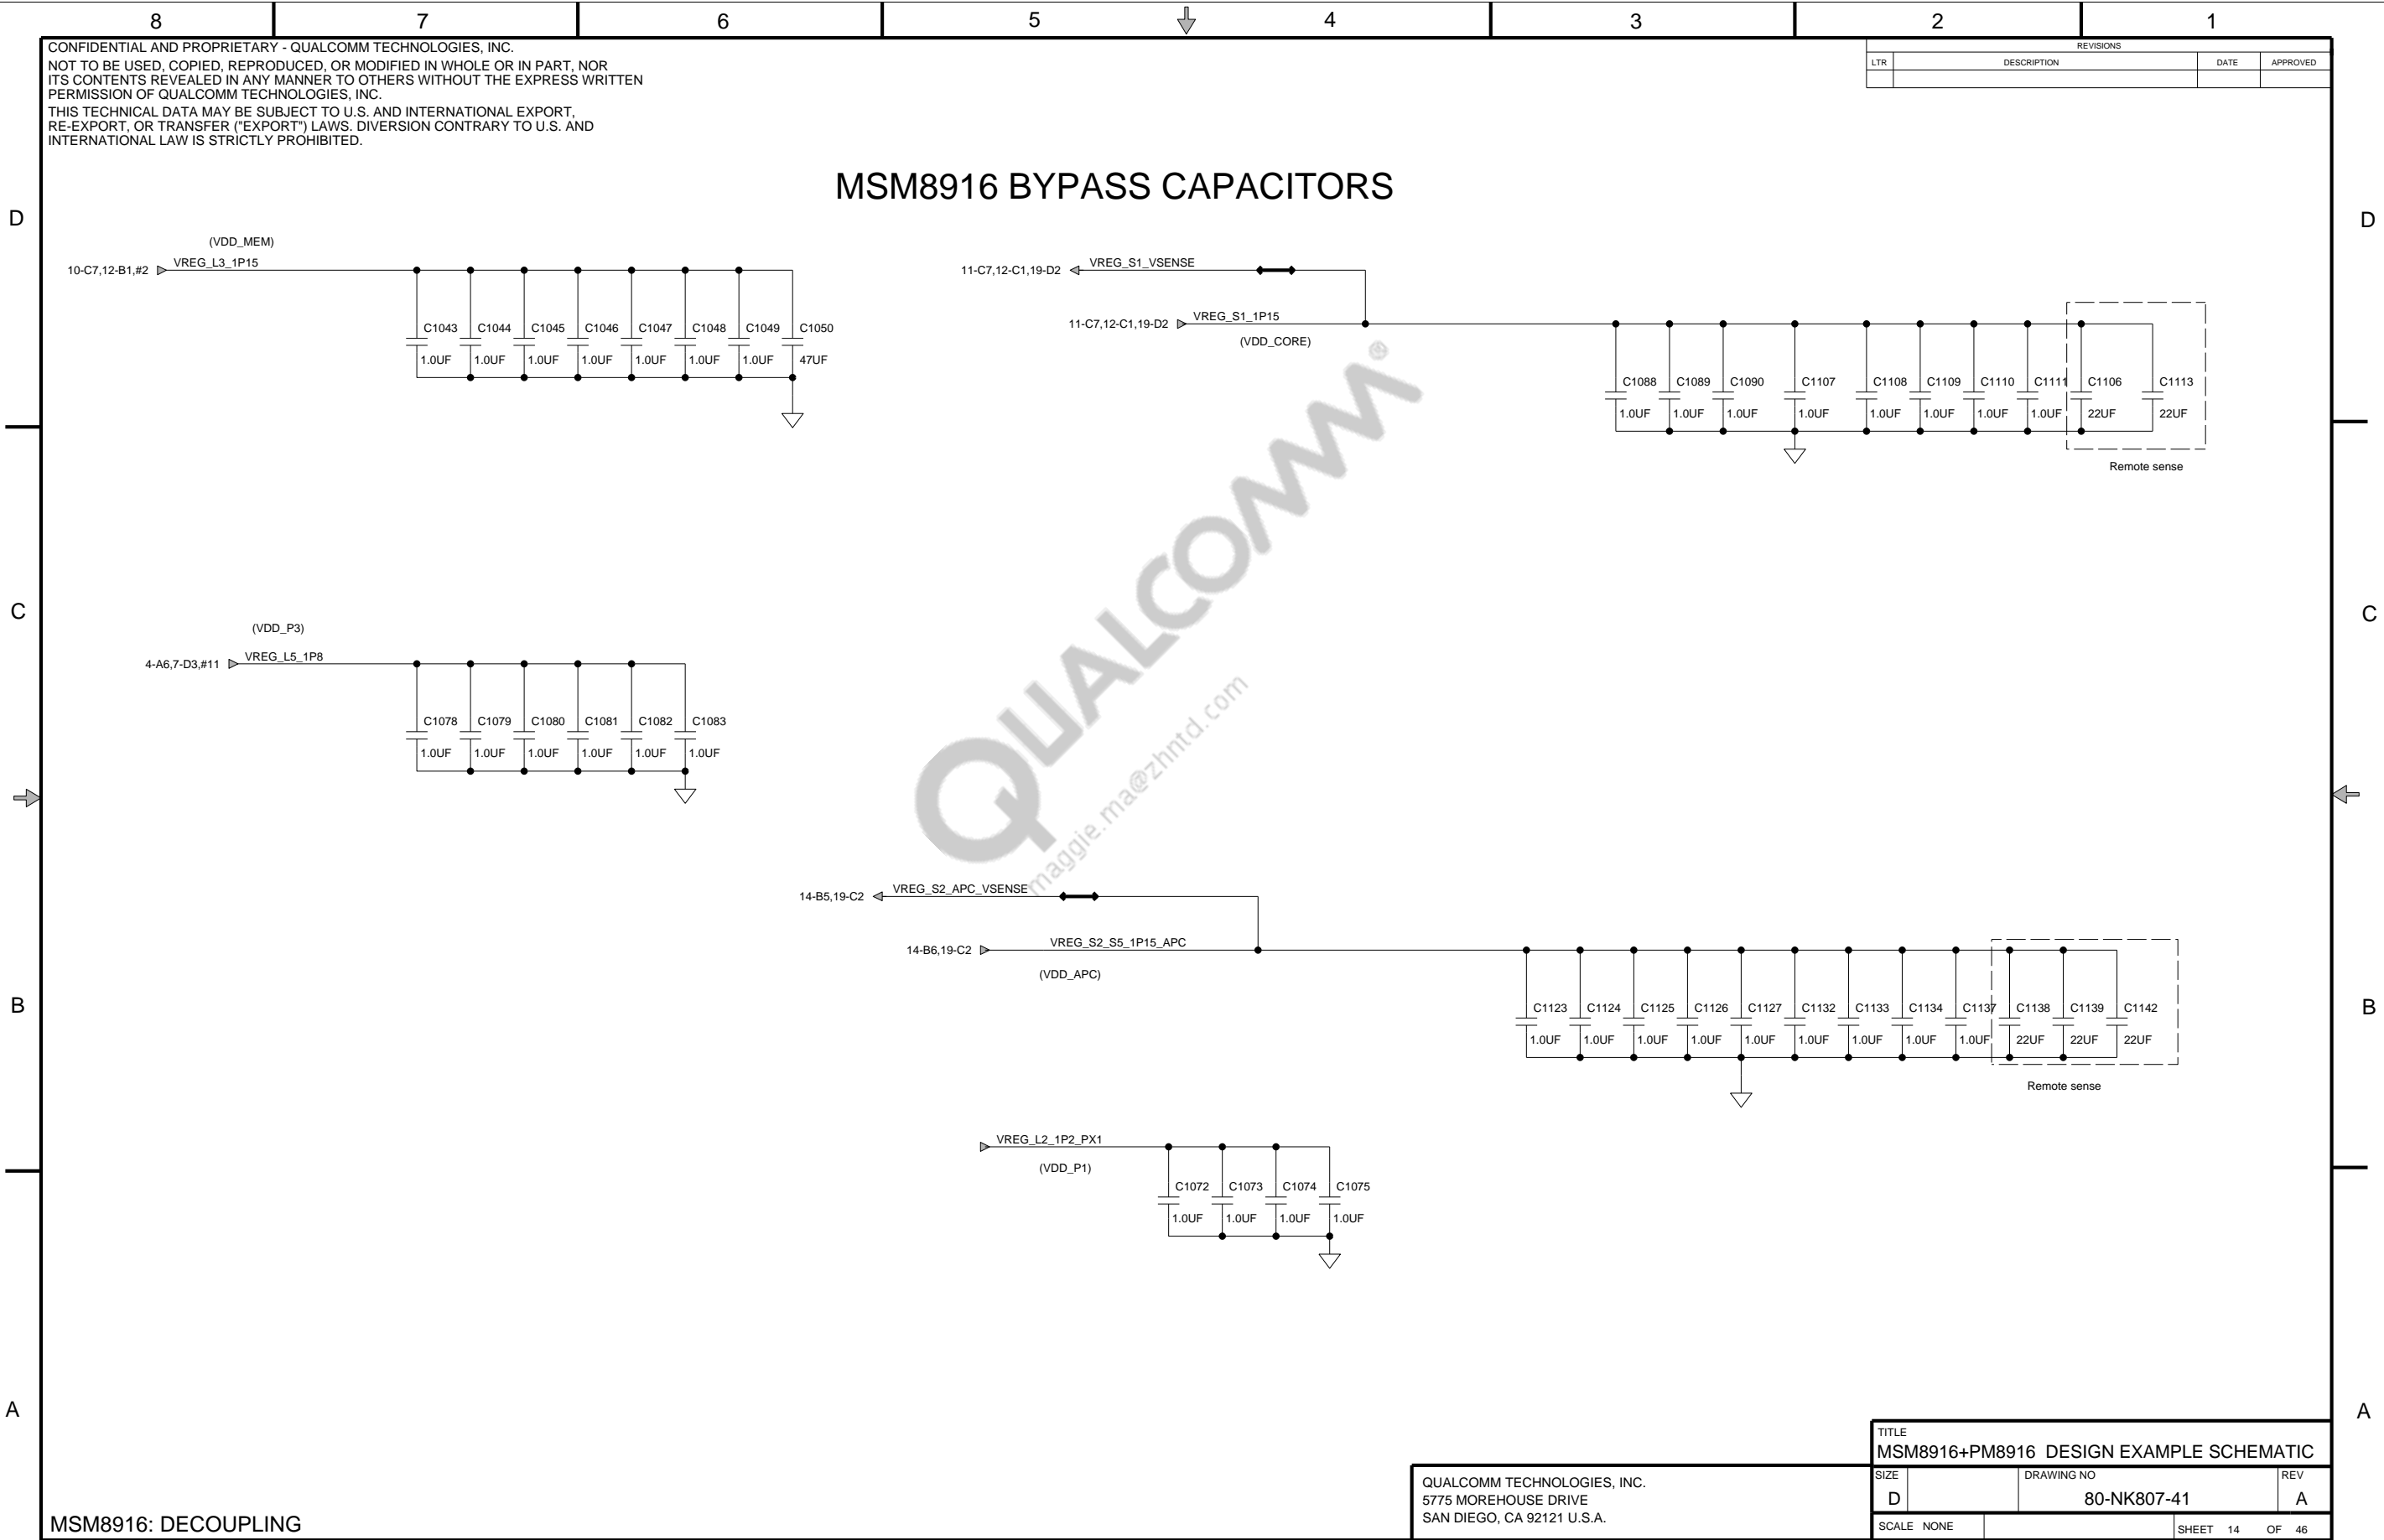 8 7 6 5 4 3 2 1
CONFIDENTIAL AND PROPRIETARY - QUALCOMM TECHNOLOGIES, INC.
NOT TO BE USED, COPIED, REPRODUCED, OR MODIFIED IN WHOLE OR IN PART, NOR
ITS CONTENTS REVEALED IN ANY MANNER TO OTHERS WITHOUT THE EXPRESS WRITTEN
PERMISSION OF QUALCOMM TECHNOLOGIES, INC.
THIS TECHNICAL DATA MAY BE SUBJECT TO U.S. AND INTERNATIONAL EXPORT,
RE-EXPORT, OR TRANSFER ("EXPORT") LAWS. DIVERSION CONTRARY TO U.S. AND
INTERNATIONAL LAW IS STRICTLY PROHIBITED.
REVISIONS
LTR DESCRIPTION DATE APPROVED
MSM8916 BYPASS CAPACITORS
D D
(VDD_MEM)
10-C7,12-B1,#2 VREG_L3_1P15
C1043 C1044 C1045 C1046 C1047 C1048 C1049 C1050
1.0UF 1.0UF 1.0UF 1.0UF 1.0UF 1.0UF 1.0UF 47UF
11-C7,12-C1,19-D2 VREG_S1_VSENSE
11-C7,12-C1,19-D2 VREG_S1_1P15
(VDD_CORE)
C1088 C1089 C1090 C1107 C1108 C1109 C1110 C1111 C1106 C1113
1.0UF 1.0UF 1.0UF 1.0UF 1.0UF 1.0UF 1.0UF 1.0UF 22UF 22UF
Remote sense
QUALCOMM®
maggie.ma@zhntd.com
C C
(VDD_P3)
4-A6,7-D3,#11 VREG_L5_1P8
C1078 C1079 C1080 C1081 C1082 C1083
1.0UF 1.0UF 1.0UF 1.0UF 1.0UF 1.0UF
14-B5,19-C2 VREG_S2_APC_VSENSE
14-B6,19-C2 VREG_S2_S5_1P15_APC
(VDD_APC)
B B
C1123 C1124 C1125 C1126 C1127 C1132 C1133 C1134 C1137 C1138 C1139 C1142
1.0UF 1.0UF 1.0UF 1.0UF 1.0UF 1.0UF 1.0UF 1.0UF 1.0UF 22UF 22UF 22UF
Remote sense
VREG_L2_1P2_PX1
(VDD_P1)
C1072 C1073 C1074 C1075
1.0UF 1.0UF 1.0UF 1.0UF
A A
MSM8916: DECOUPLING
QUALCOMM TECHNOLOGIES, INC.
5775 MOREHOUSE DRIVE
SAN DIEGO, CA 92121 U.S.A.
TITLE
MSM8916+PM8916 DESIGN EXAMPLE SCHEMATIC
SIZE DRAWING NO REV
D 80-NK807-41 A
SCALE NONE SHEET 14 OF 46